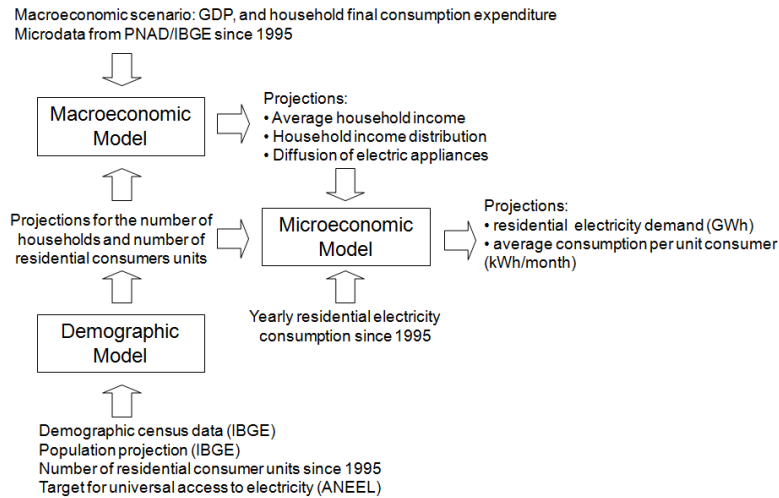 Macroeconomic scenario: GDP, and household final consumption expenditure
Microdata from PNAD/IBGE since 1995
Macroeconomic
Model
Projections:
• Average household income
• Household income distribution
• Diffusion of electric appliances
Projections for the number of
households and number of
residential consumers units
Microeconomic
Model
Projections:
• residential electricity demand (GWh)
• average consumption per unit consumer
(kWh/month)
Yearly residential electricity
consumption since 1995
Demographic
Model
Demographic census data (IBGE)
Population projection (IBGE)
Number of residential consumer units since 1995
Target for universal access to electricity (ANEEL)